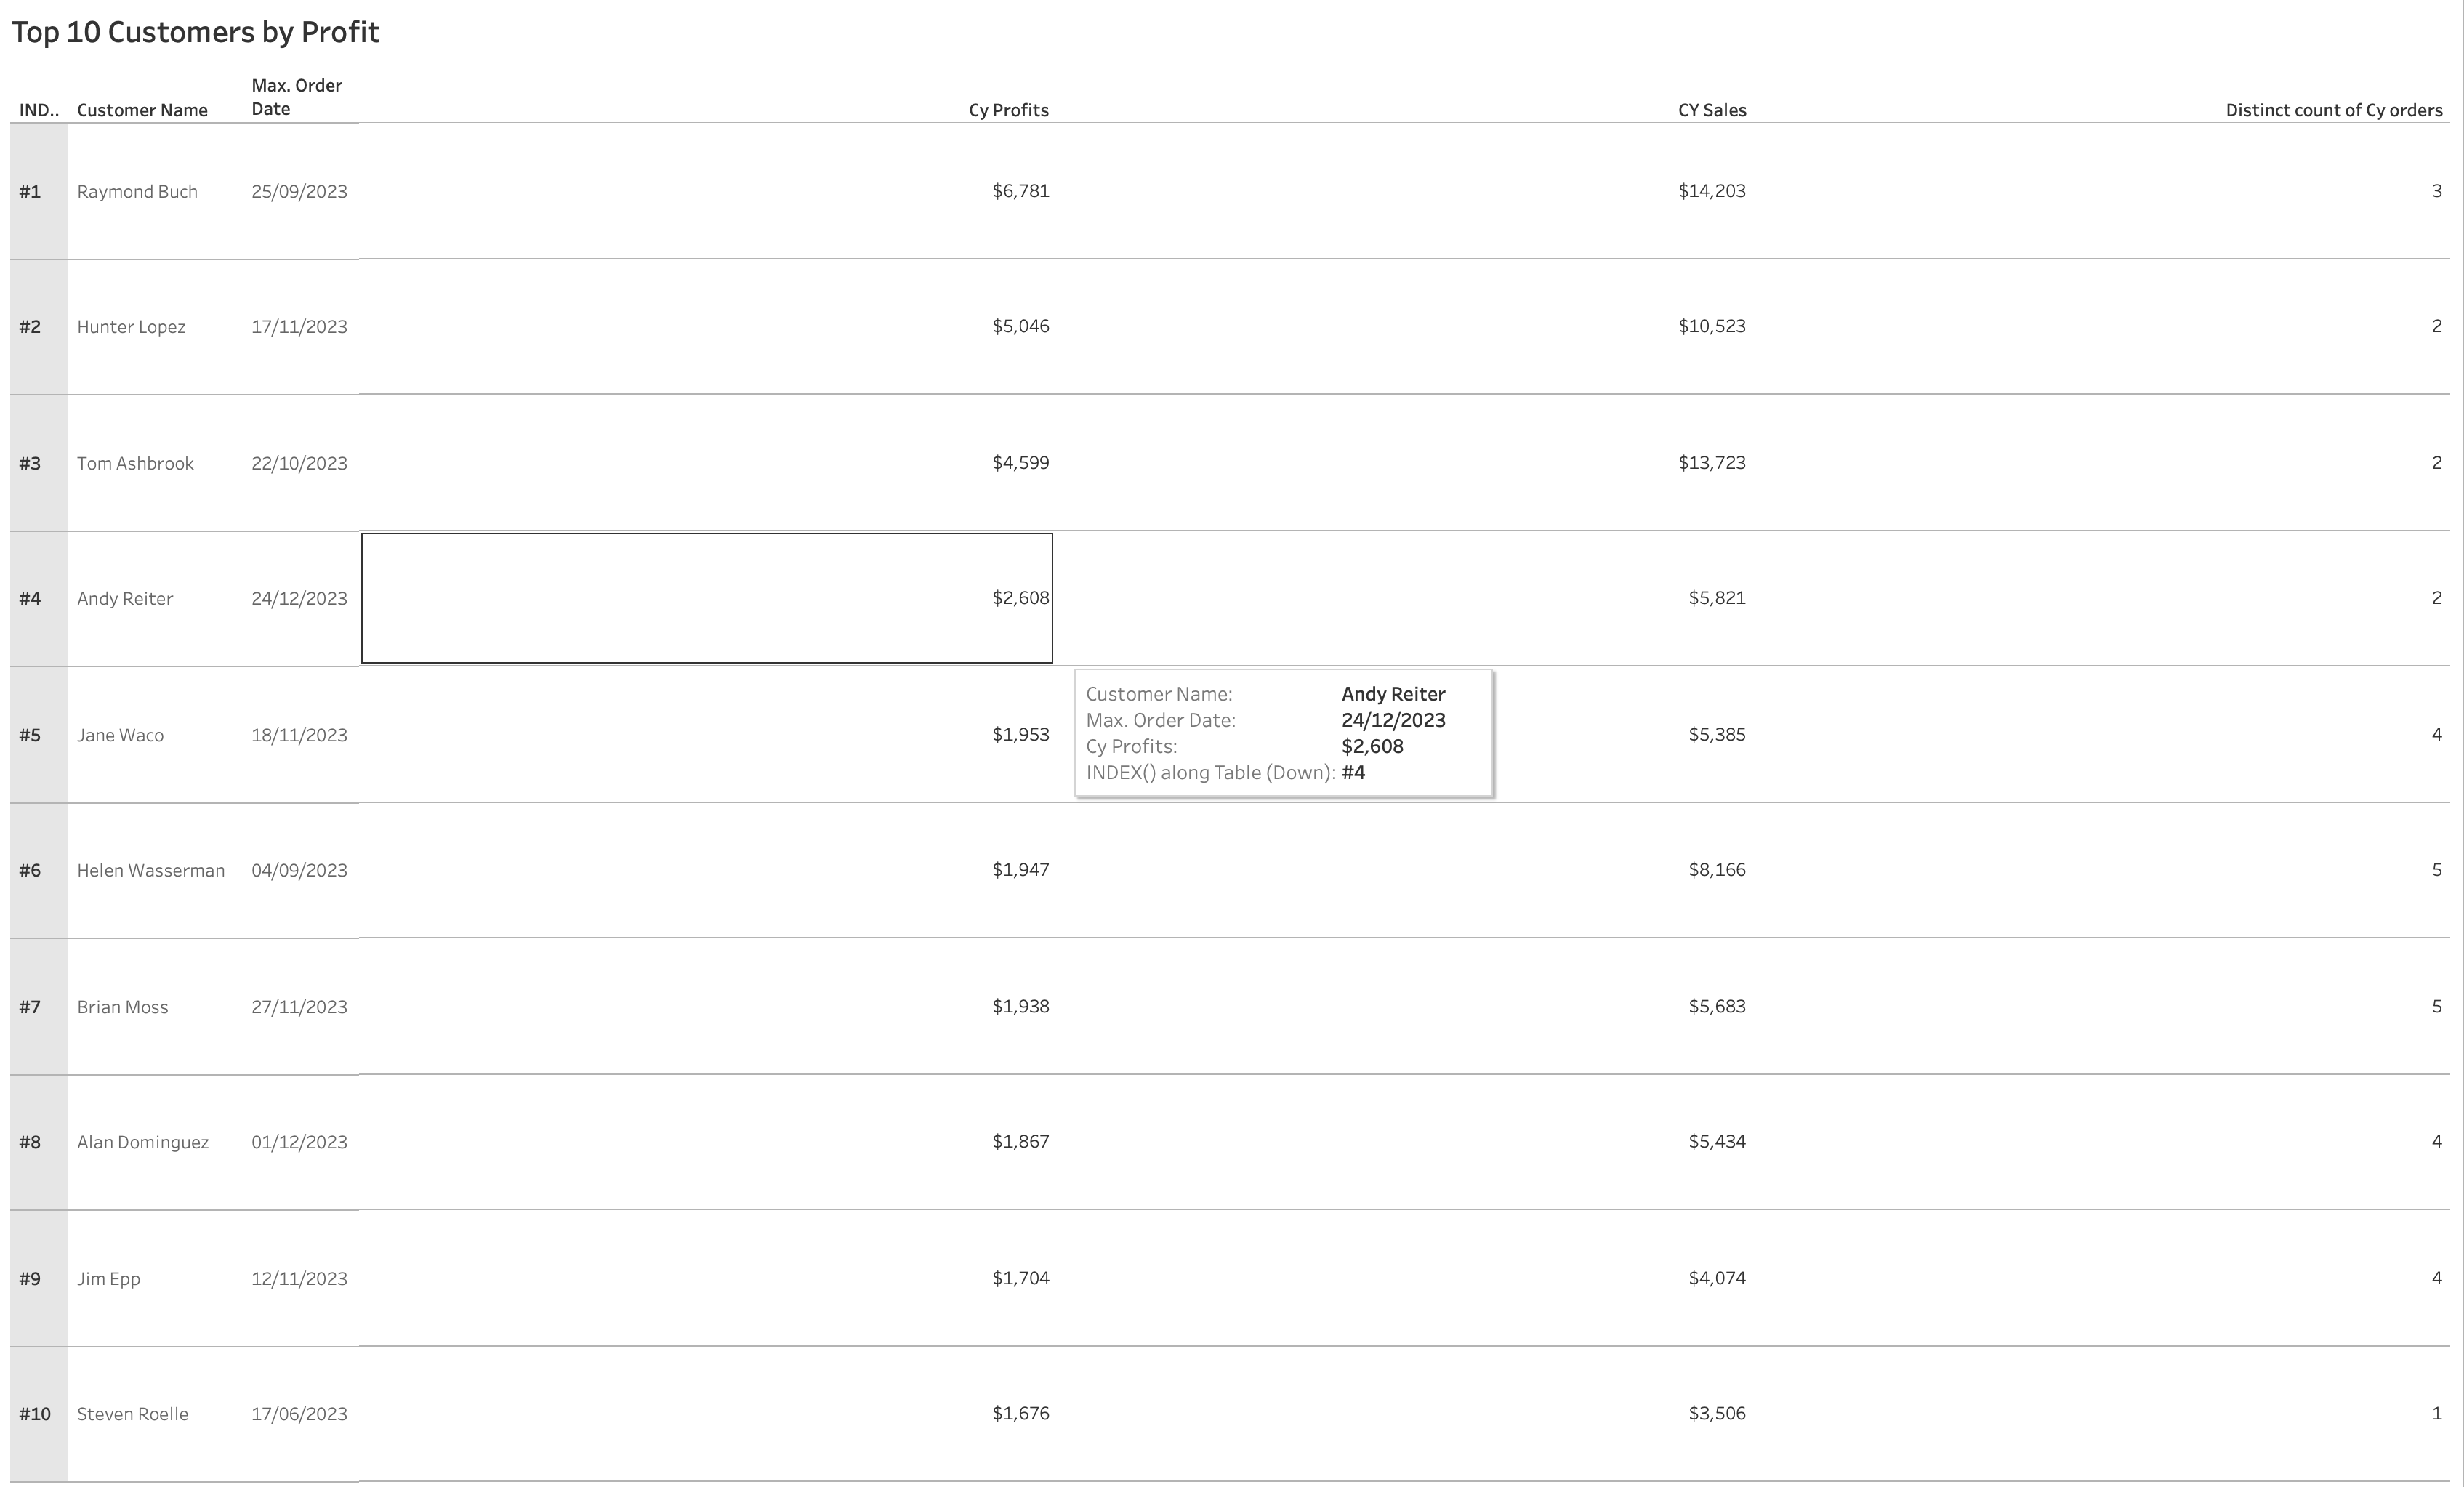 Top 10 Customers by Profit
IND.. Customer Name Max. Order Date Cy Profits CY Sales Distinct count of Cy orders
#1 Raymond Buch 25/09/2023 $6,781 $14,203 3
#2 Hunter Lopez 17/11/2023 $5,046 $10,523 2
#3 Tom Ashbrook 22/10/2023 $4,599 $13,723 2
#4 Andy Reiter 24/12/2023 $2,608 $5,821 2
#5 Jane Waco 18/11/2023 $1,953 $5,385 4
Customer Name: Andy Reiter
Max. Order Date: 24/12/2023
Cy Profits: $2,608
INDEX() along Table (Down): #4
#6 Helen Wasserman 04/09/2023 $1,947 $8,166 5
#7 Brian Moss 27/11/2023 $1,938 $5,683 5
#8 Alan Dominguez 01/12/2023 $1,867 $5,434 4
#9 Jim Epp 12/11/2023 $1,704 $4,074 4
#10 Steven Roelle 17/06/2023 $1,676 $3,506 1